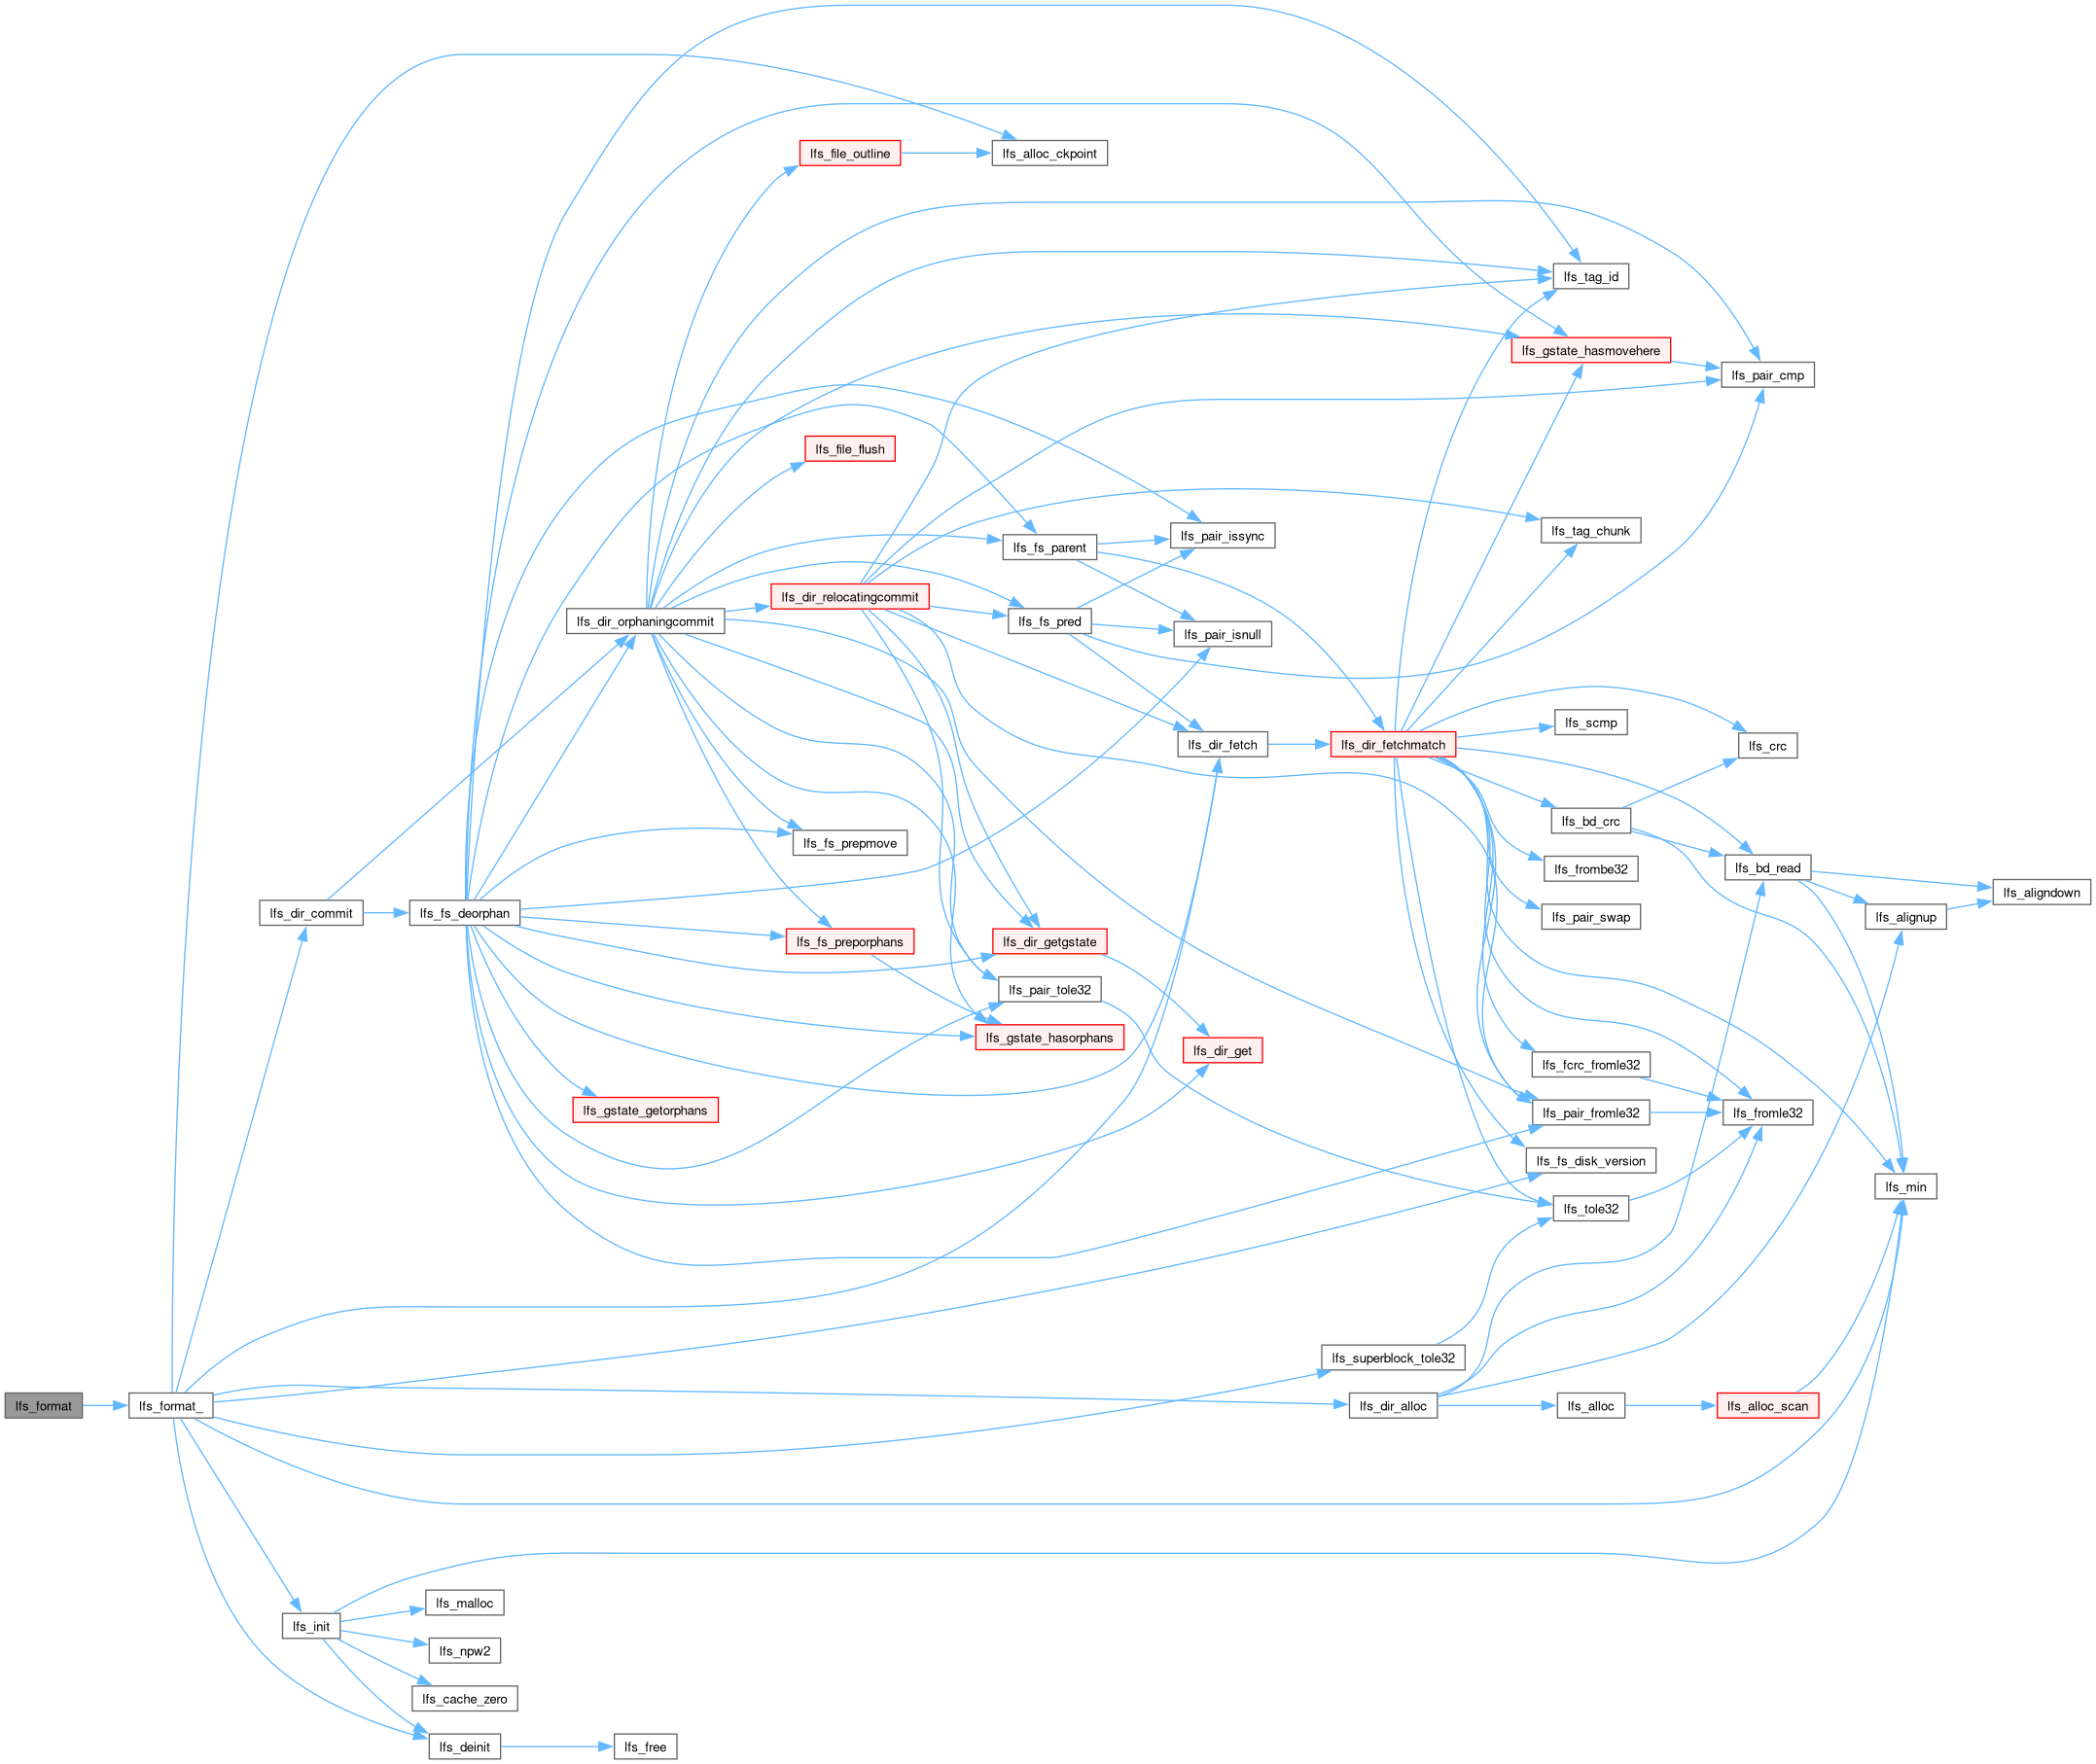 lfs_file_outline
lfs_alloc_ckpoint
lfs_tag_id
lfs_gstate_hasmovehere
lfs_pair_cmp
lfs_file_flush
lfs_tag_chunk
lfs_pair_issync
lfs_fs_parent
lfs_dir_relocatingcommit
lfs_dir_orphaningcommit
lfs_fs_pred
lfs_pair_isnull
lfs_scmp
lfs_dir_fetch
lfs_dir_fetchmatch
lfs_crc
lfs_bd_crc
lfs_fs_prepmove
lfs_frombe32
lfs_bd_read
lfs_aligndown
lfs_dir_commit
lfs_fs_deorphan
lfs_pair_swap
lfs_alignup
lfs_fs_preporphans
lfs_dir_getgstate
lfs_pair_tole32
lfs_gstate_hasorphans
lfs_dir_get
lfs_fcrc_fromle32
lfs_gstate_getorphans
lfs_pair_fromle32
lfs_fromle32
lfs_fs_disk_version
lfs_min
lfs_tole32
lfs_superblock_tole32
lfs_format
lfs_format_
lfs_dir_alloc
lfs_alloc
lfs_alloc_scan
lfs_malloc
lfs_init
lfs_npw2
lfs_cache_zero
lfs_deinit
lfs_free